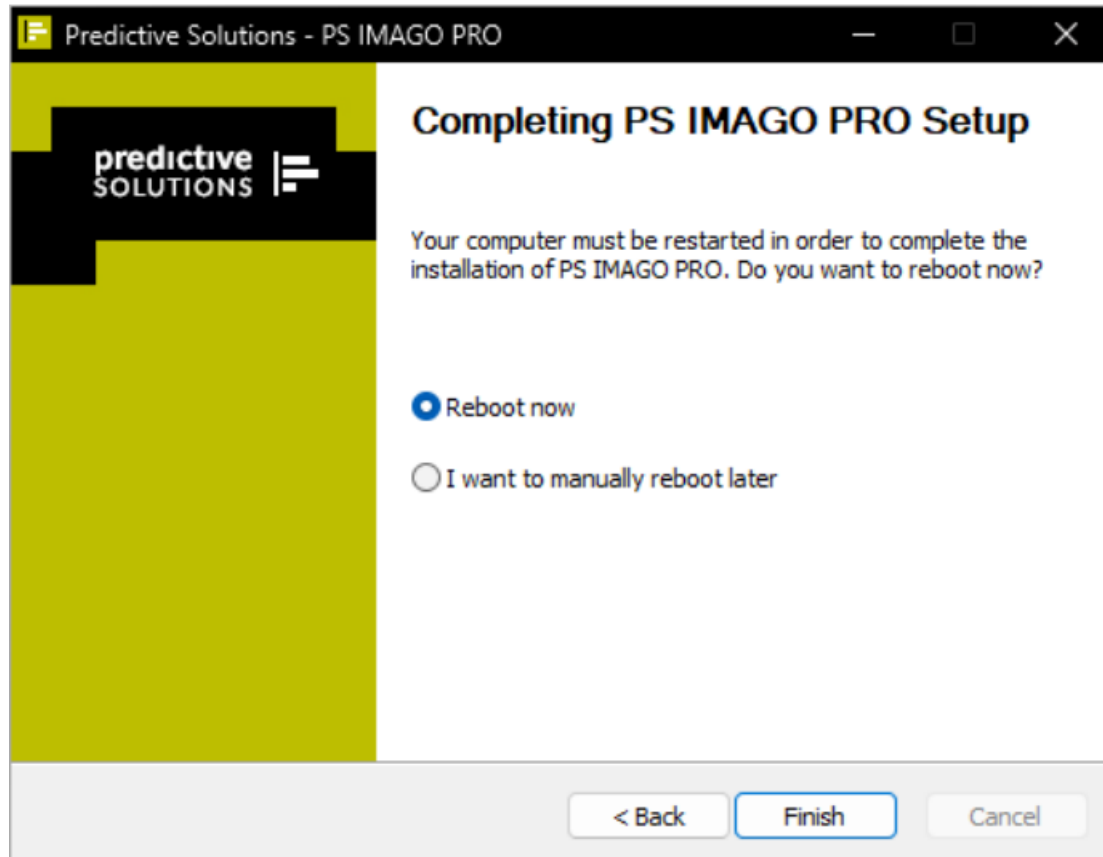 Predictive Solutions - PS IMAGO PRO
predictive
SOLUTIONS
Completing PS IMAGO PRO Setup
Your computer must be restarted in order to complete the
installation of PS IMAGO PRO. Do you want to reboot now?
Reboot now
I want to manually reboot later
< Back
Finish
Cancel